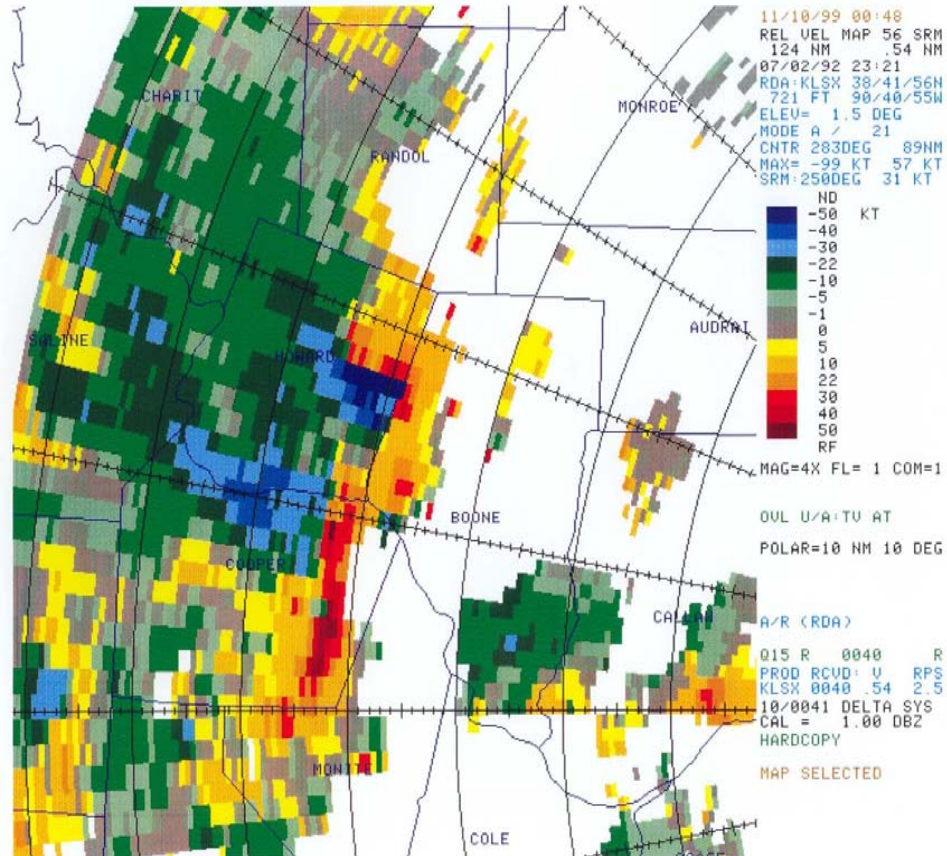 11/10/99 00:48
REL VEL MAP 56 SRM
124 NM .54 NM
07/02/92 23:21
RDA:KLSX 38/41/56N
721 FT 90/40/55W
ELEV= 1.5 DEG
MODE A / 21
CNTR 283DEG 89NM
MAX= -99 KT 57 KT
SRM:250DEG 31 KT
ND
-50 KT
-40
-30
-22
-10
-5
-1
0
5
10
22
30
40
50
RF
MAG=4X FL= 1 COM=1
OVL U/A:TV AT
POLAR=10 NM 10 DEG
A/R (RDA)
Q15 R 0040 R
PROD RCVD: V RPS
KLSX 0040 .54 2.5
10/0041 DELTA SYS
CAL = 1.00 DBZ
HARDCOPY
MAP SELECTED
CHARIT
MONROE
RANDOL
AUDRAI
SALINE
HOWARD
BOONE
COOPER
CALLAW
MONITE
COLE